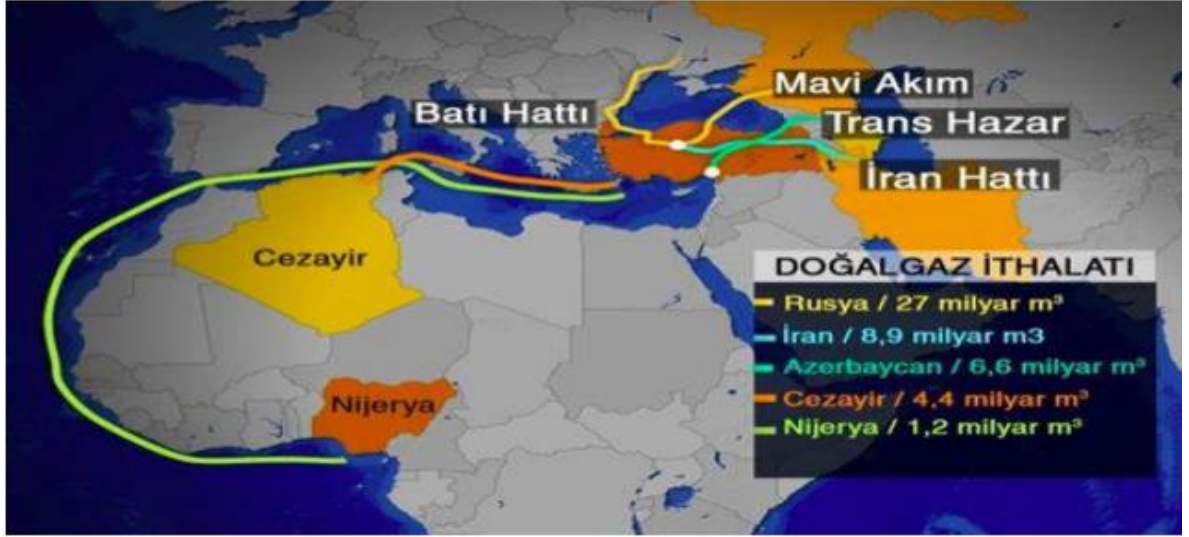 Mavi Akım
Batı Hattı
Trans Hazar
İran Hattı
Cezayir
DOĞALGAZ İTHALATI
Rusya / 27 milyar m³
İran / 8,9 milyar m3
Azerbaycan / 6,6 milyar m³
Cezayir / 4,4 milyar m³
Nijerya / 1,2 milyar m³
Nijerya